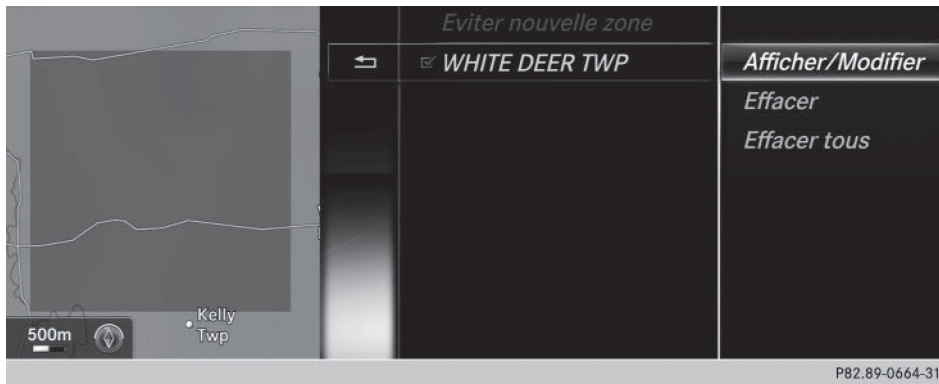 Eviter nouvelle zone
WHITE DEER TWP
Afficher/Modifier
Effacer
Effacer tous
Kelly
Twp
500m
P82.89-0664-31